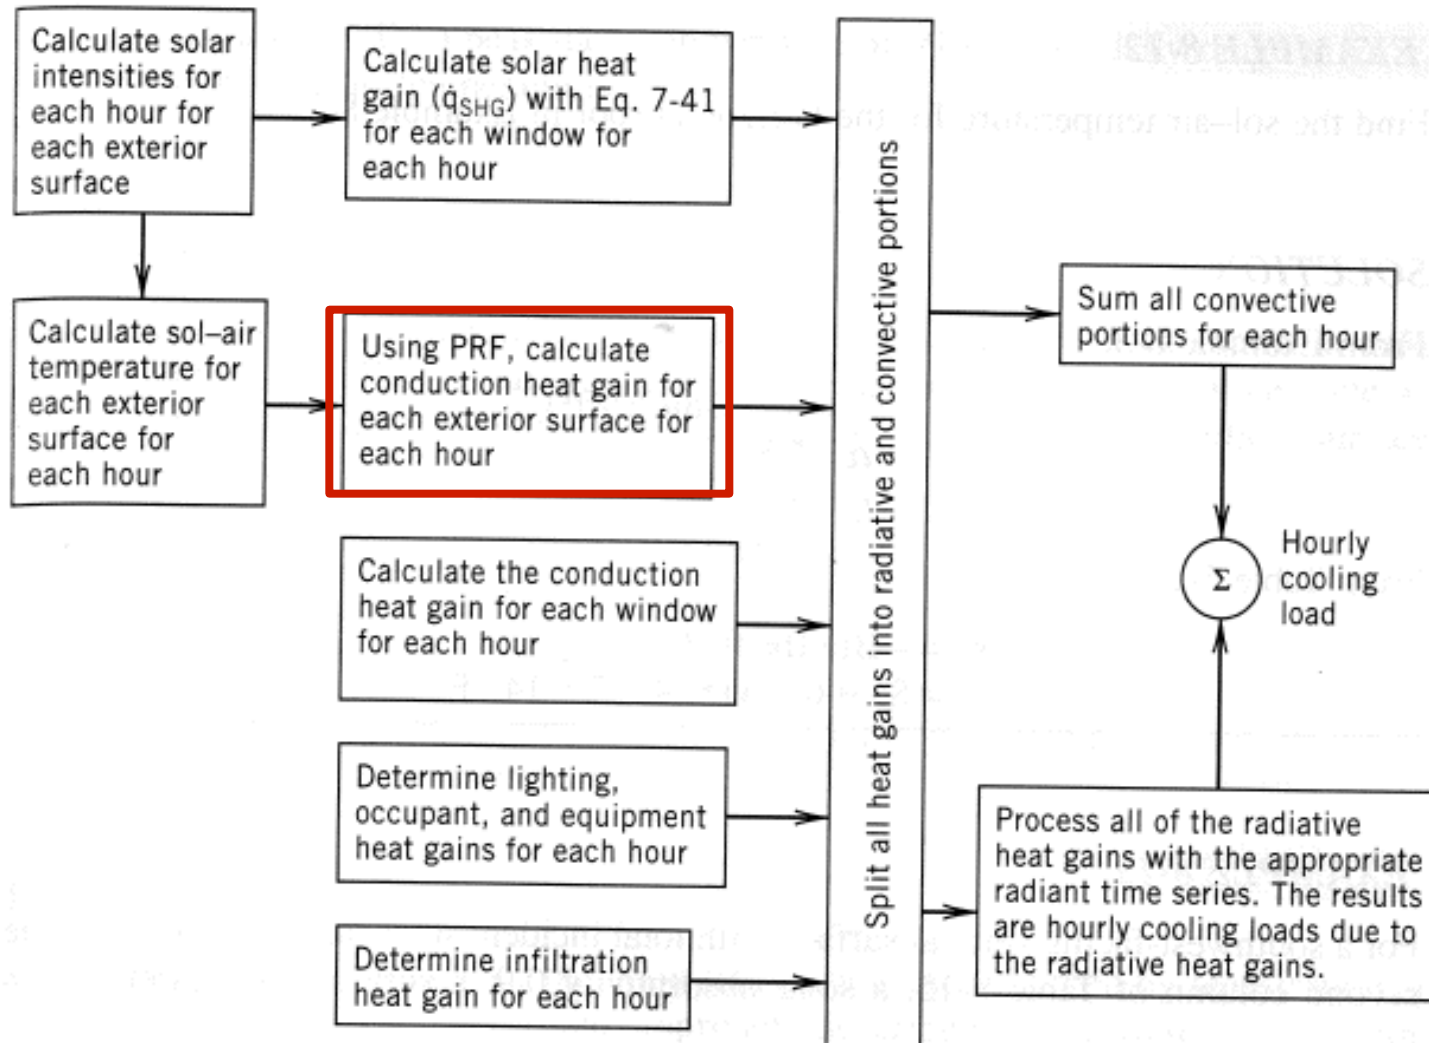 Calculate solar
intensities for
each hour for
each exterior
surface
Calculate solar heat
gain (q̇SHG) with Eq. 7-41
for each window for
each hour
Calculate sol–air
temperature for
each exterior
surface for
each hour
Using PRF, calculate
conduction heat gain for
each exterior surface for
each hour
Calculate the conduction
heat gain for each window
for each hour
Determine lighting,
occupant, and equipment
heat gains for each hour
Determine infiltration
heat gain for each hour
Split all heat gains into radiative and convective portions
Sum all convective
portions for each hour
Σ
Hourly
cooling
load
Process all of the radiative
heat gains with the appropriate
radiant time series. The results
are hourly cooling loads due to
the radiative heat gains.